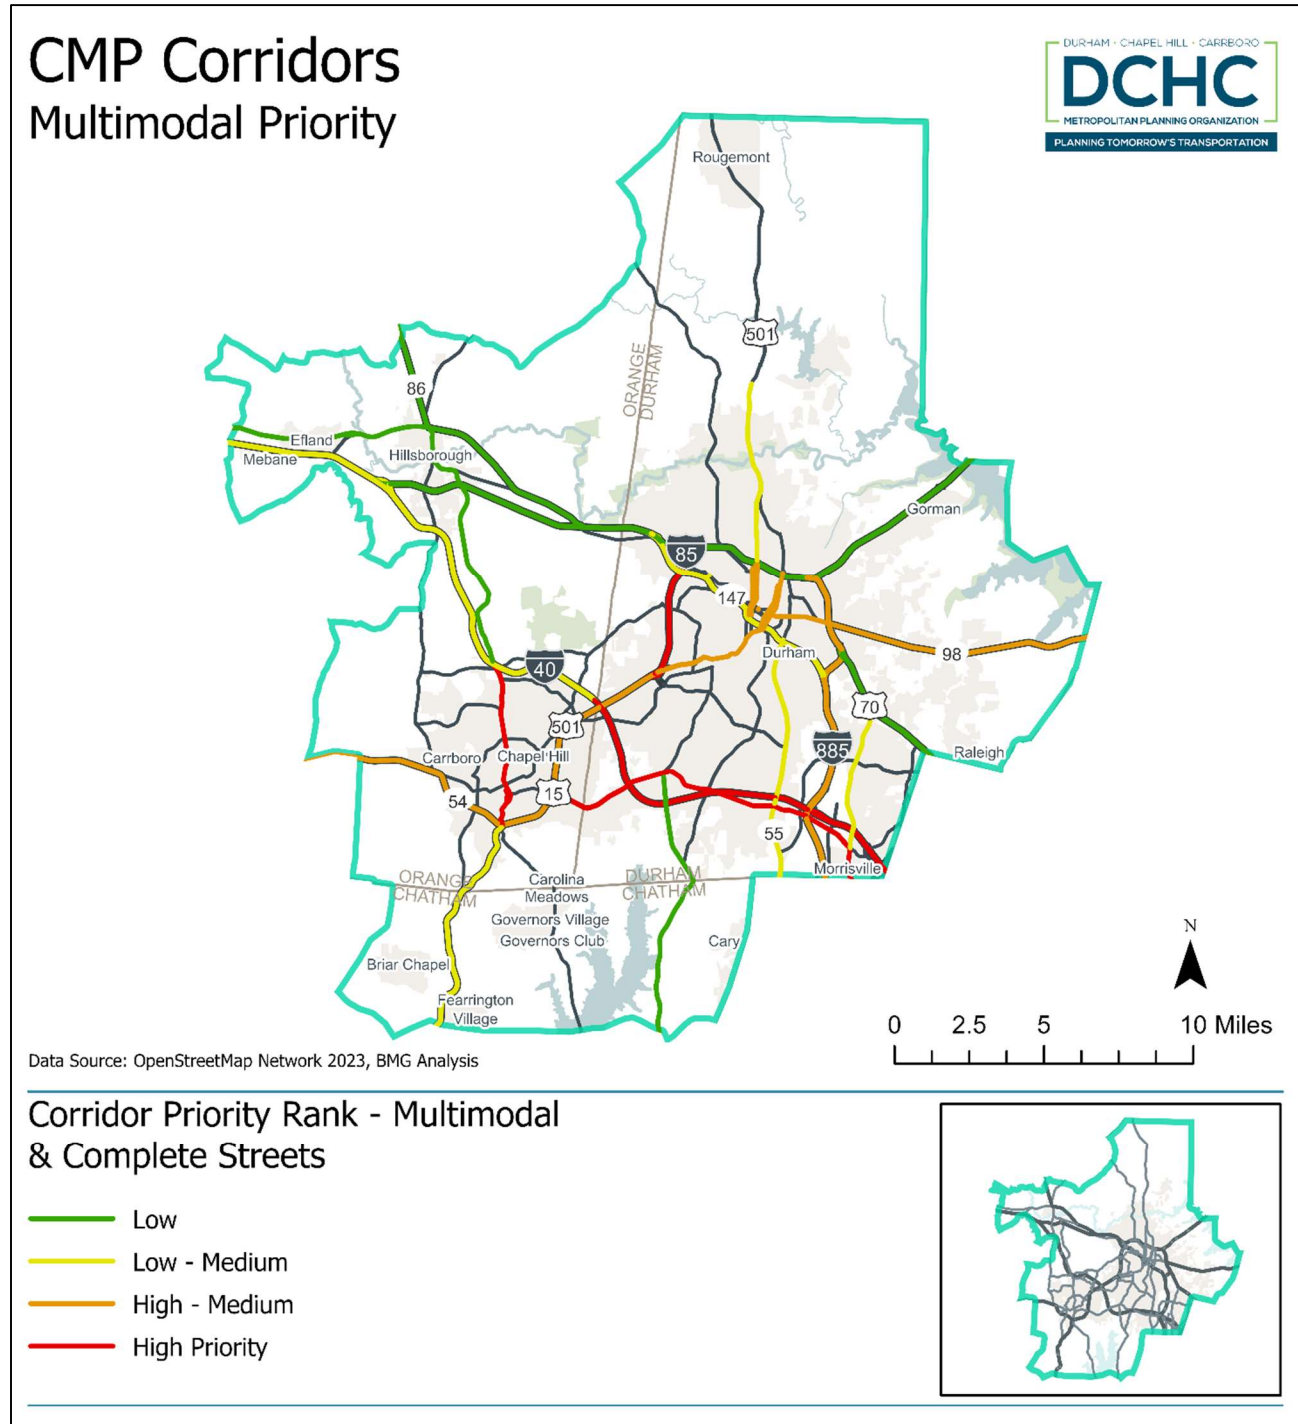 CMP Corridors
Multimodal Priority
DURHAM · CHAPEL HILL · CARRBORO
DCHC
METROPOLITAN PLANNING ORGANIZATION
PLANNING TOMORROW'S TRANSPORTATION
Rougemont
501
ORANGE
DURHAM
86
Efland
Mebane
Hillsborough
Gorman
85
147
Durham
98
40
70
501
885
Raleigh
Carrboro
Chapel Hill
15
54
55
Morrisville
ORANGE
CHATHAM
DURHAM
CHATHAM
Carolina
Meadows
Governors Village
Governors Club
Cary
Briar Chapel
Fearrington
Village
N
0 2.5 5 10 Miles
Data Source: OpenStreetMap Network 2023, BMG Analysis
Corridor Priority Rank - Multimodal
& Complete Streets
Low
Low - Medium
High - Medium
High Priority